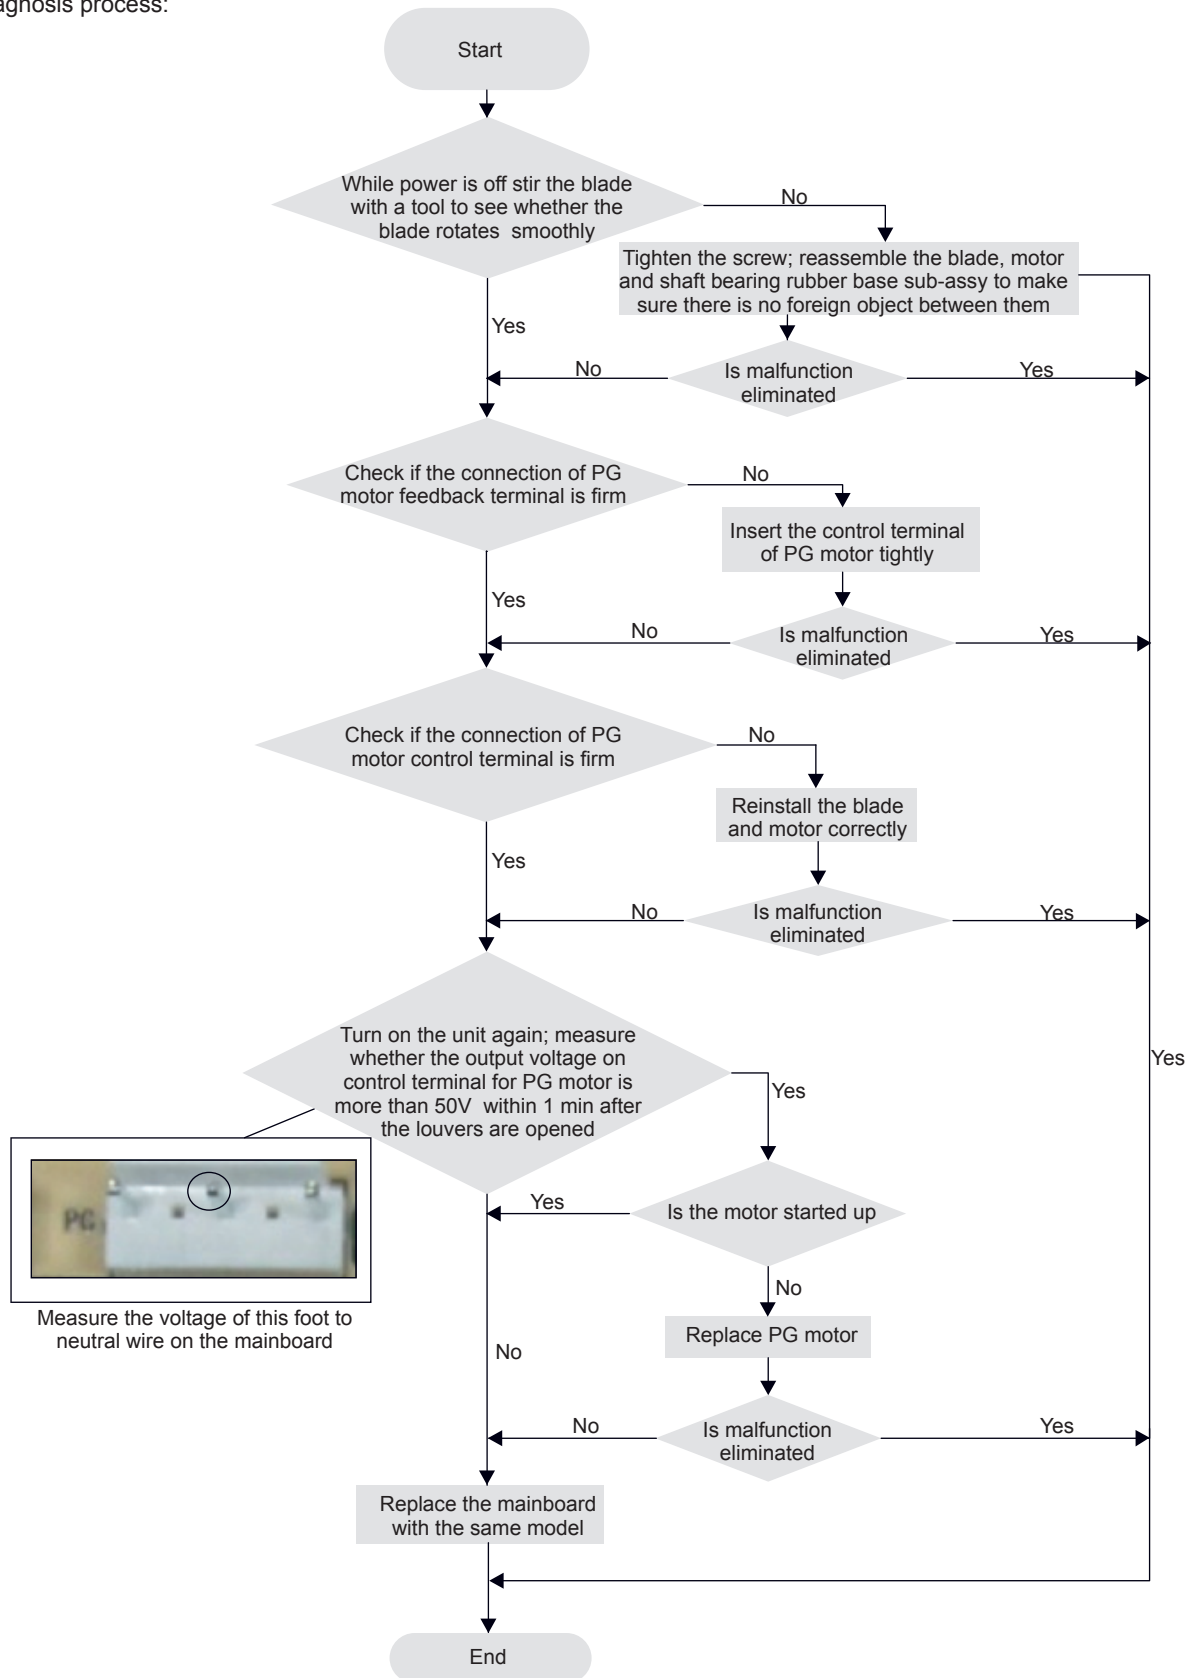 agnosis process:
Start
While power is off stir the blade
with a tool to see whether the
blade rotates smoothly
No
Tighten the screw; reassemble the blade, motor
and shaft bearing rubber base sub-assy to make
sure there is no foreign object between them
Yes
No
Is malfunction
eliminated
Yes
Check if the connection of PG
motor feedback terminal is firm
No
Insert the control terminal
of PG motor tightly
Yes
No
Is malfunction
eliminated
Yes
Check if the connection of PG
motor control terminal is firm
No
Reinstall the blade
and motor correctly
Yes
No
Is malfunction
eliminated
Yes
Turn on the unit again; measure
whether the output voltage on
control terminal for PG motor is
more than 50V within 1 min after
the louvers are opened
Yes
Yes
PG
Measure the voltage of this foot to
neutral wire on the mainboard
Yes
Is the motor started up
No
Replace PG motor
No
No
Is malfunction
eliminated
Yes
Replace the mainboard
with the same model
End